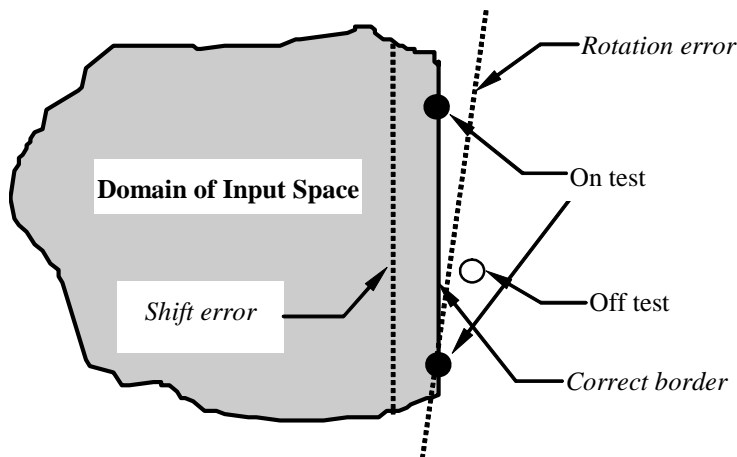 Rotation error
On test
Domain of Input Space
Shift error
Off test
Correct border